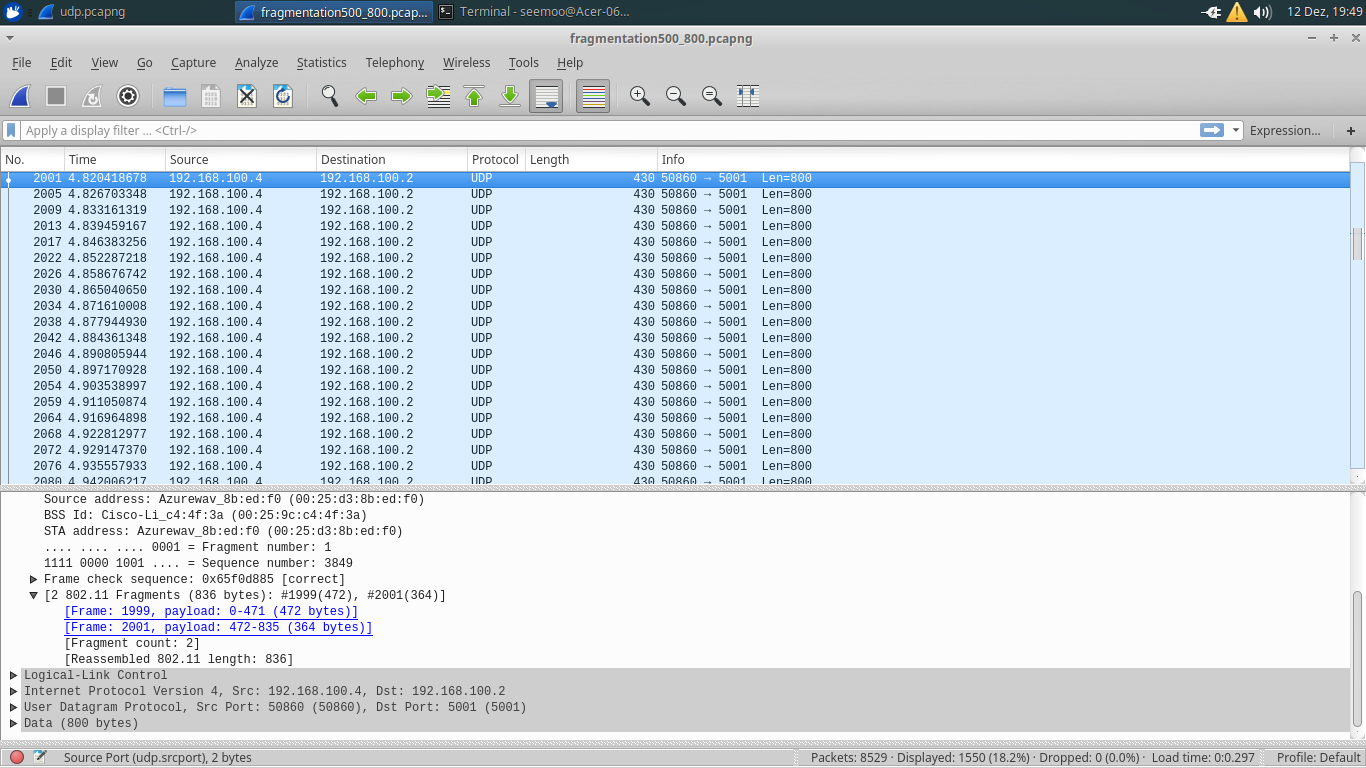 udp.pcapng fragmentation500_800.pcap... Terminal - seemoo@Acer-06... 12 Dez, 19:49
fragmentation500_800.pcapng
File Edit View Go Capture Analyze Statistics Telephony Wireless Tools Help
Apply a display filter ... <Ctrl-/> Expression... +
No. Time Source Destination Protocol Length Info
2001 4.820418678 192.168.100.4 192.168.100.2 UDP 430 50860 → 5001 Len=800
2005 4.826703348 192.168.100.4 192.168.100.2 UDP 430 50860 → 5001 Len=800
2009 4.833161319 192.168.100.4 192.168.100.2 UDP 430 50860 → 5001 Len=800
2013 4.839459167 192.168.100.4 192.168.100.2 UDP 430 50860 → 5001 Len=800
2017 4.846383256 192.168.100.4 192.168.100.2 UDP 430 50860 → 5001 Len=800
2022 4.852287218 192.168.100.4 192.168.100.2 UDP 430 50860 → 5001 Len=800
2026 4.858676742 192.168.100.4 192.168.100.2 UDP 430 50860 → 5001 Len=800
2030 4.865040650 192.168.100.4 192.168.100.2 UDP 430 50860 → 5001 Len=800
2034 4.871610008 192.168.100.4 192.168.100.2 UDP 430 50860 → 5001 Len=800
2038 4.877944930 192.168.100.4 192.168.100.2 UDP 430 50860 → 5001 Len=800
2042 4.884361348 192.168.100.4 192.168.100.2 UDP 430 50860 → 5001 Len=800
2046 4.890805944 192.168.100.4 192.168.100.2 UDP 430 50860 → 5001 Len=800
2050 4.897170928 192.168.100.4 192.168.100.2 UDP 430 50860 → 5001 Len=800
2054 4.903538997 192.168.100.4 192.168.100.2 UDP 430 50860 → 5001 Len=800
2059 4.911050874 192.168.100.4 192.168.100.2 UDP 430 50860 → 5001 Len=800
2064 4.916964898 192.168.100.4 192.168.100.2 UDP 430 50860 → 5001 Len=800
2068 4.922812977 192.168.100.4 192.168.100.2 UDP 430 50860 → 5001 Len=800
2072 4.929147370 192.168.100.4 192.168.100.2 UDP 430 50860 → 5001 Len=800
2076 4.935557933 192.168.100.4 192.168.100.2 UDP 430 50860 → 5001 Len=800
2080 4.942006217 192.168.100.4 192.168.100.2 UDP 430 50860 → 5001 Len=800
Source address: Azurewav_8b:ed:f0 (00:25:d3:8b:ed:f0)
BSS Id: Cisco-Li_c4:4f:3a (00:25:9c:c4:4f:3a)
STA address: Azurewav_8b:ed:f0 (00:25:d3:8b:ed:f0)
.... .... .... 0001 = Fragment number: 1
1111 0000 1001 .... = Sequence number: 3849
Frame check sequence: 0x65f0d885 [correct]
[2 802.11 Fragments (836 bytes): #1999(472), #2001(364)]
[Frame: 1999, payload: 0-471 (472 bytes)]
[Frame: 2001, payload: 472-835 (364 bytes)]
[Fragment count: 2]
[Reassembled 802.11 length: 836]
Logical-Link Control
Internet Protocol Version 4, Src: 192.168.100.4, Dst: 192.168.100.2
User Datagram Protocol, Src Port: 50860 (50860), Dst Port: 5001 (5001)
Data (800 bytes)
Source Port (udp.srcport), 2 bytes Packets: 8529 · Displayed: 1550 (18.2%) · Dropped: 0 (0.0%) · Load time: 0:0.297 Profile: Default